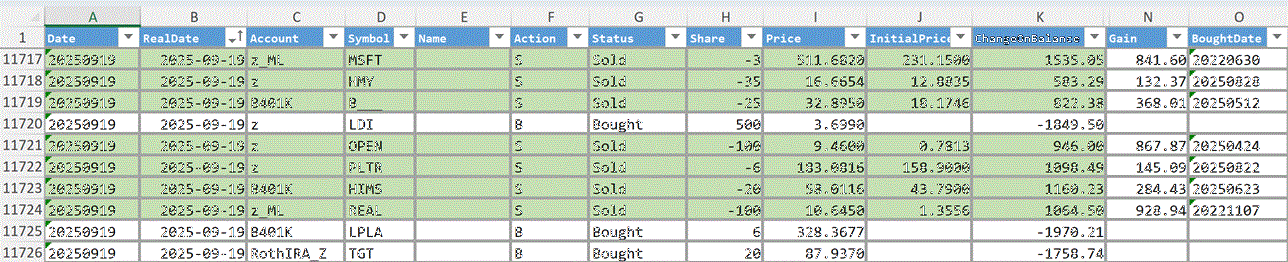 A B C D E F G H I J K N O
1 Date RealDate Account Symbol Name Action Status Share Price InitialPrice ChangeInBalance Gain BoughtDate
11717 20250919 2025-09-19 z_ML MSFT S Sold -3 511.6820 231.1500 1535.05 841.60 20220630
11718 20250919 2025-09-19 z HMY S Sold -35 16.6654 12.8835 583.29 132.37 20250828
11719 20250919 2025-09-19 B401K B___ S Sold -25 32.8950 18.1746 822.38 368.01 20250512
11720 20250919 2025-09-19 z LDI B Bought 500 3.6990 -1849.50
11721 20250919 2025-09-19 z OPEN S Sold -100 9.4600 0.7813 946.00 867.87 20250424
11722 20250919 2025-09-19 z PLTR S Sold -6 183.0816 158.9000 1098.49 145.09 20250822
11723 20250919 2025-09-19 B401K HIMS S Sold -20 58.0116 43.7900 1160.23 284.43 20250623
11724 20250919 2025-09-19 z_ML REAL S Sold -100 10.6450 1.3556 1064.50 928.94 20221107
11725 20250919 2025-09-19 B401K LPLA B Bought 6 328.3677 -1970.21
11726 20250919 2025-09-19 RothIRA_Z TGT B Bought 20 87.9370 -1758.74